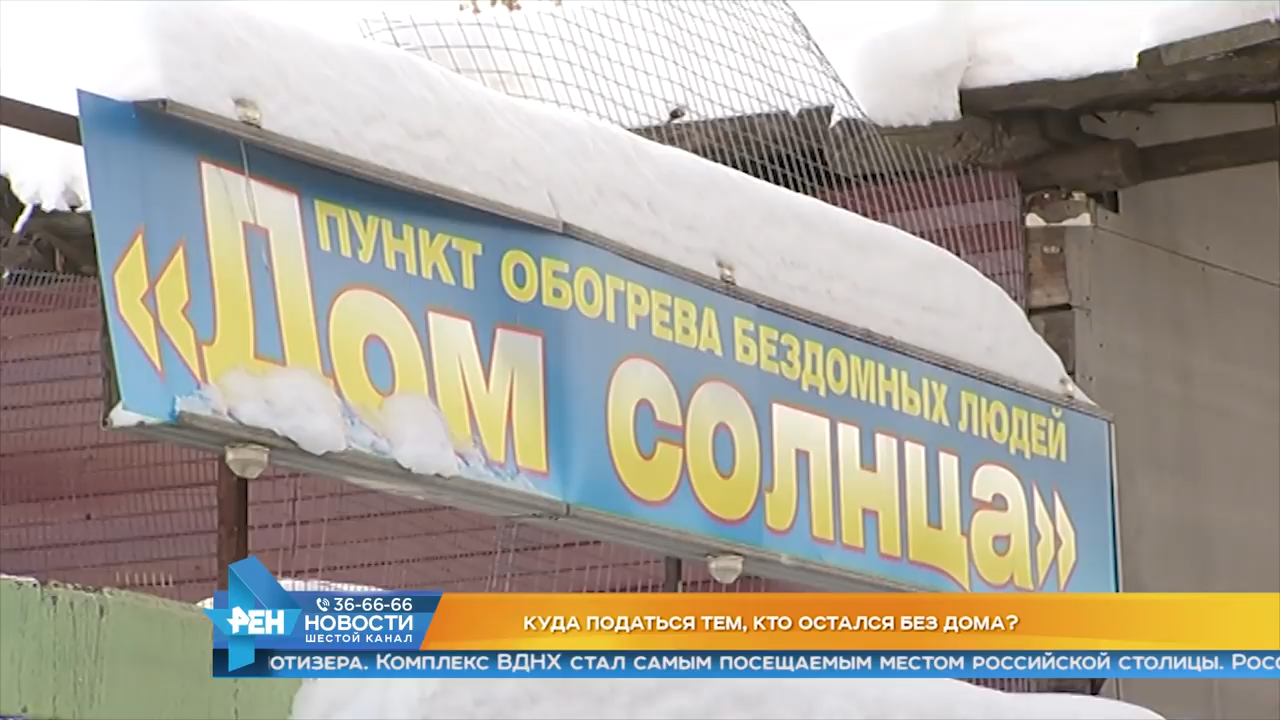 ПУНКТ ОБОГРЕВА БЕЗДОМНЫХ ЛЮДЕЙ
«Дом солнца»
РЕН
36-66-66
НОВОСТИ
ШЕСТОЙ КАНАЛ
КУДА ПОДАТЬСЯ ТЕМ, КТО ОСТАЛСЯ БЕЗ ДОМА?
ОТИЗЕРА. КОМПЛЕКС ВДНХ СТАЛ САМЫМ ПОСЕЩАЕМЫМ МЕСТОМ РОССИЙСКОЙ СТОЛИЦЫ. РОСС